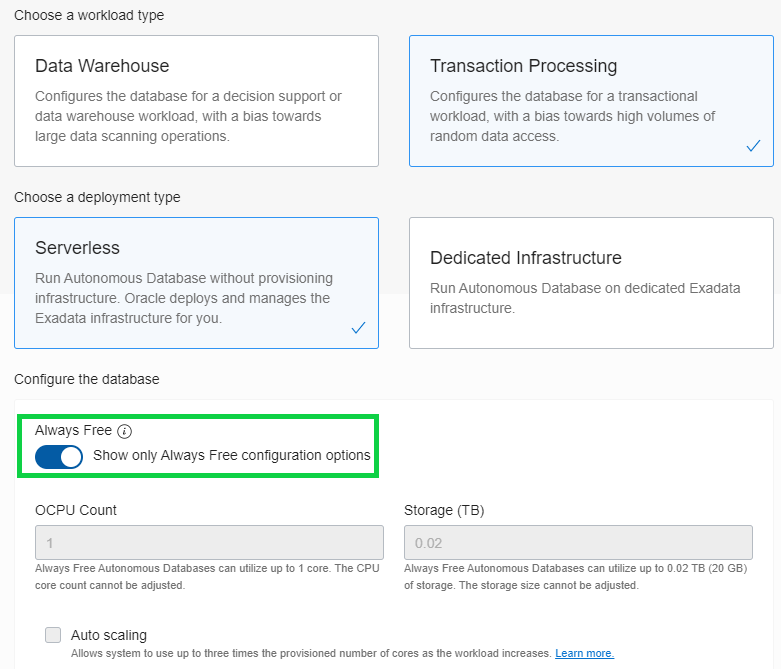 Choose a workload type
Data Warehouse
Configures the database for a decision support or
data warehouse workload, with a bias towards
large data scanning operations.
Transaction Processing
Configures the database for a transactional
workload, with a bias towards high volumes of
random data access.
Choose a deployment type
Serverless
Run Autonomous Database without provisioning
infrastructure. Oracle deploys and manages the
Exadata infrastructure for you.
Dedicated Infrastructure
Run Autonomous Database on dedicated Exadata
infrastructure.
Configure the database
Always Free
Show only Always Free configuration options
OCPU Count
1
Always Free Autonomous Databases can utilize up to 1 core. The CPU
core count cannot be adjusted.
Storage (TB)
0.02
Always Free Autonomous Databases can utilize up to 0.02 TB (20 GB)
of storage. The storage size cannot be adjusted.
Auto scaling
Allows system to use up to three times the provisioned number of cores as the workload increases. Learn more.